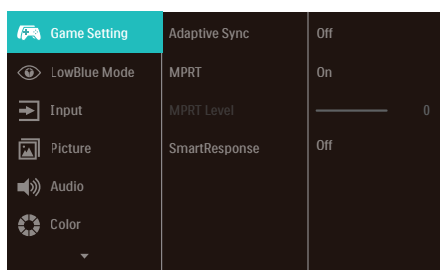 Game Setting Adaptive Sync Off
LowBlue Mode MPRT On
Input MPRT Level 0
Picture SmartResponse Off
Audio
Color